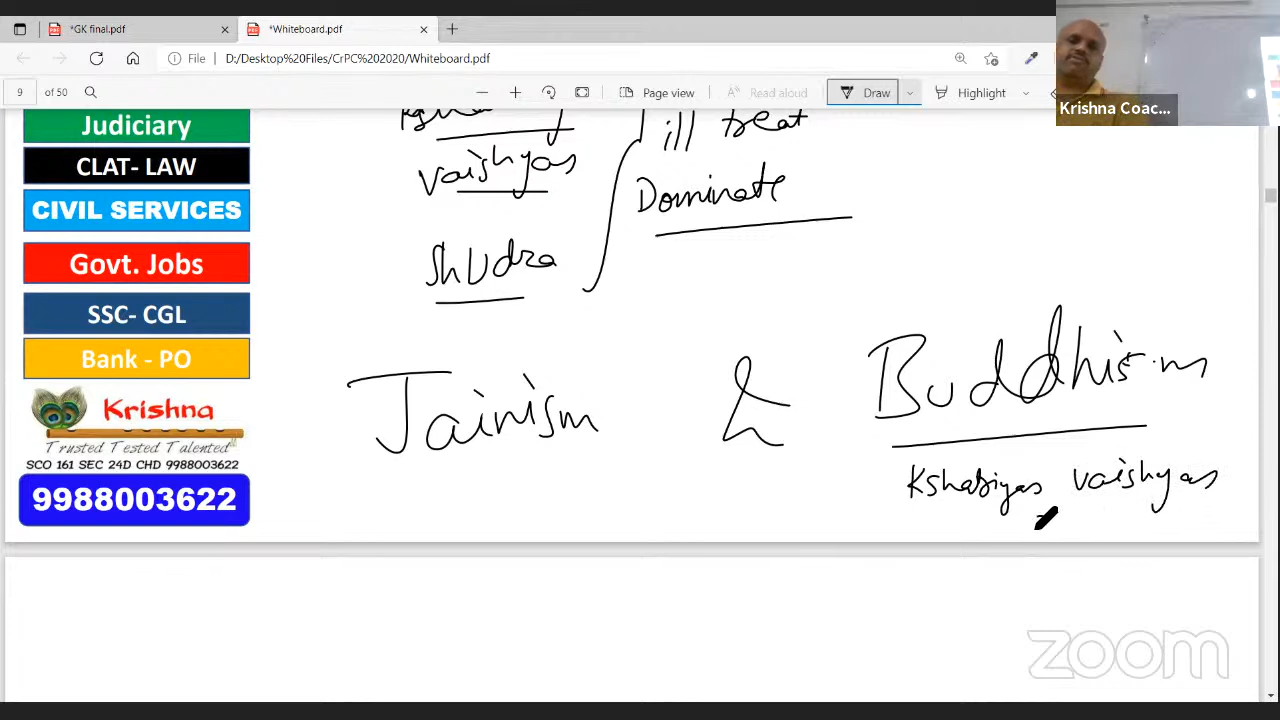 *GK final.pdf
*Whiteboard.pdf
File D:/Desktop%20Files/CrPC%202020/Whiteboard.pdf
9 of 50
Page view
Read aloud
Draw
Highlight
Krishna Coac...
Judiciary
CLAT- LAW
CIVIL SERVICES
Govt. Jobs
SSC- CGL
Bank - PO
Krishna
Trusted Tested Talented
SCO 161 SEC 24D CHD 9988003622
9988003622
ill treat
Vaishyas
Dominate
Shudra
Jainism & Buddhism
Kshatriyas Vaishyas
zoom